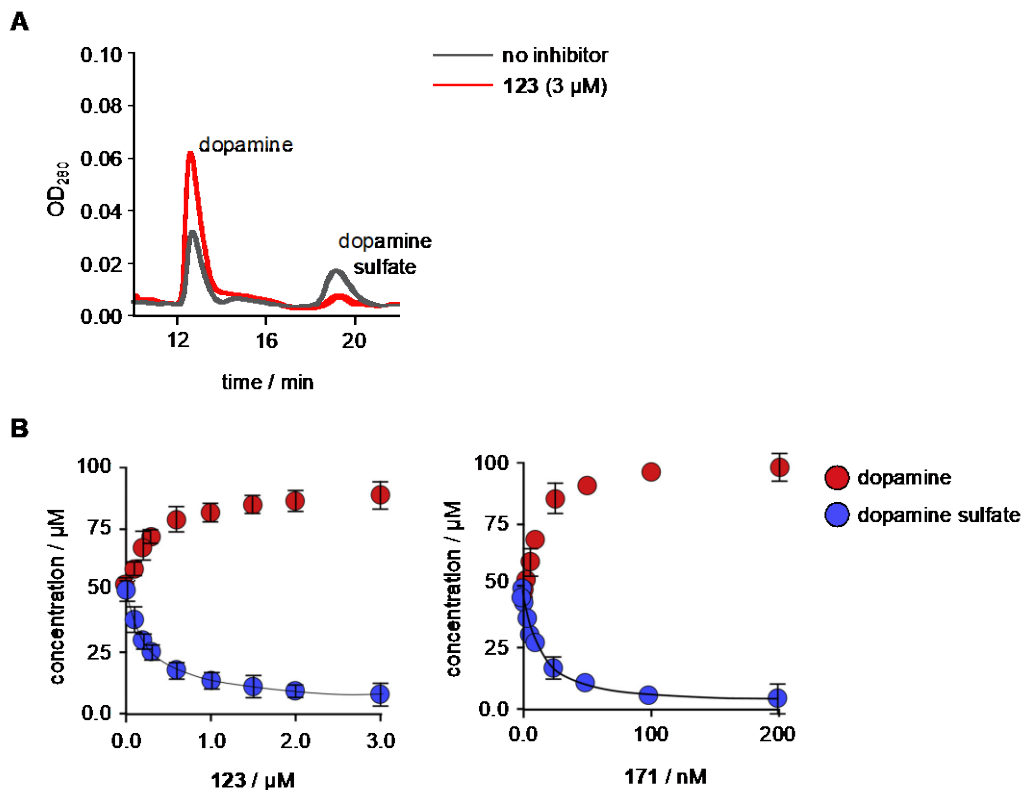 A
0.10
0.08
0.06
0.04
0.02
0.00
OD280
12
16
20
time / min
no inhibitor
123 (3 µM)
dopamine
dopamine
sulfate
B
100
75
50
25
0.0
concentration / µM
0.0
1.0
2.0
3.0
123 / µM
100
75
50
25
0.0
concentration / µM
0.0
100
200
171 / nM
dopamine
dopamine sulfate